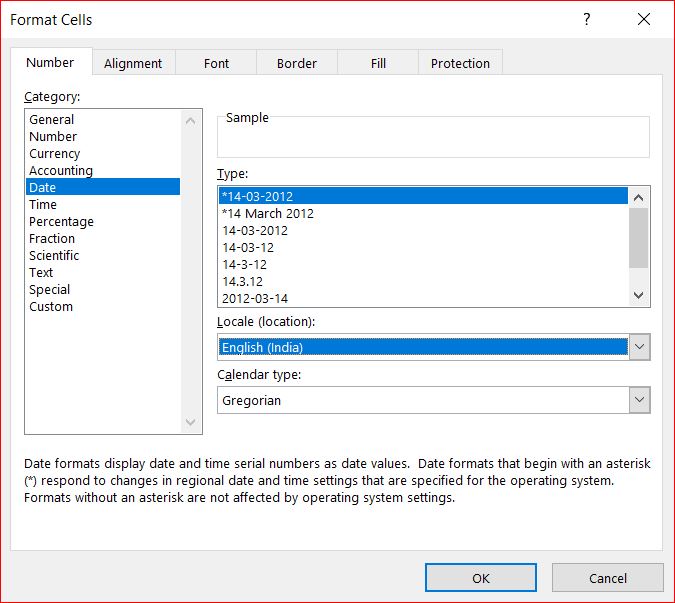 Format Cells
?
Number Alignment Font Border Fill Protection
Category:
General
Number
Currency
Accounting
Date
Time
Percentage
Fraction
Scientific
Text
Special
Custom
Sample
Type:
*14-03-2012
*14 March 2012
14-03-2012
14-03-12
14-3-12
14.3.12
2012-03-14
Locale (location):
English (India)
Calendar type:
Gregorian
Date formats display date and time serial numbers as date values.  Date formats that begin with an asterisk
(*) respond to changes in regional date and time settings that are specified for the operating system.
Formats without an asterisk are not affected by operating system settings.
OK Cancel